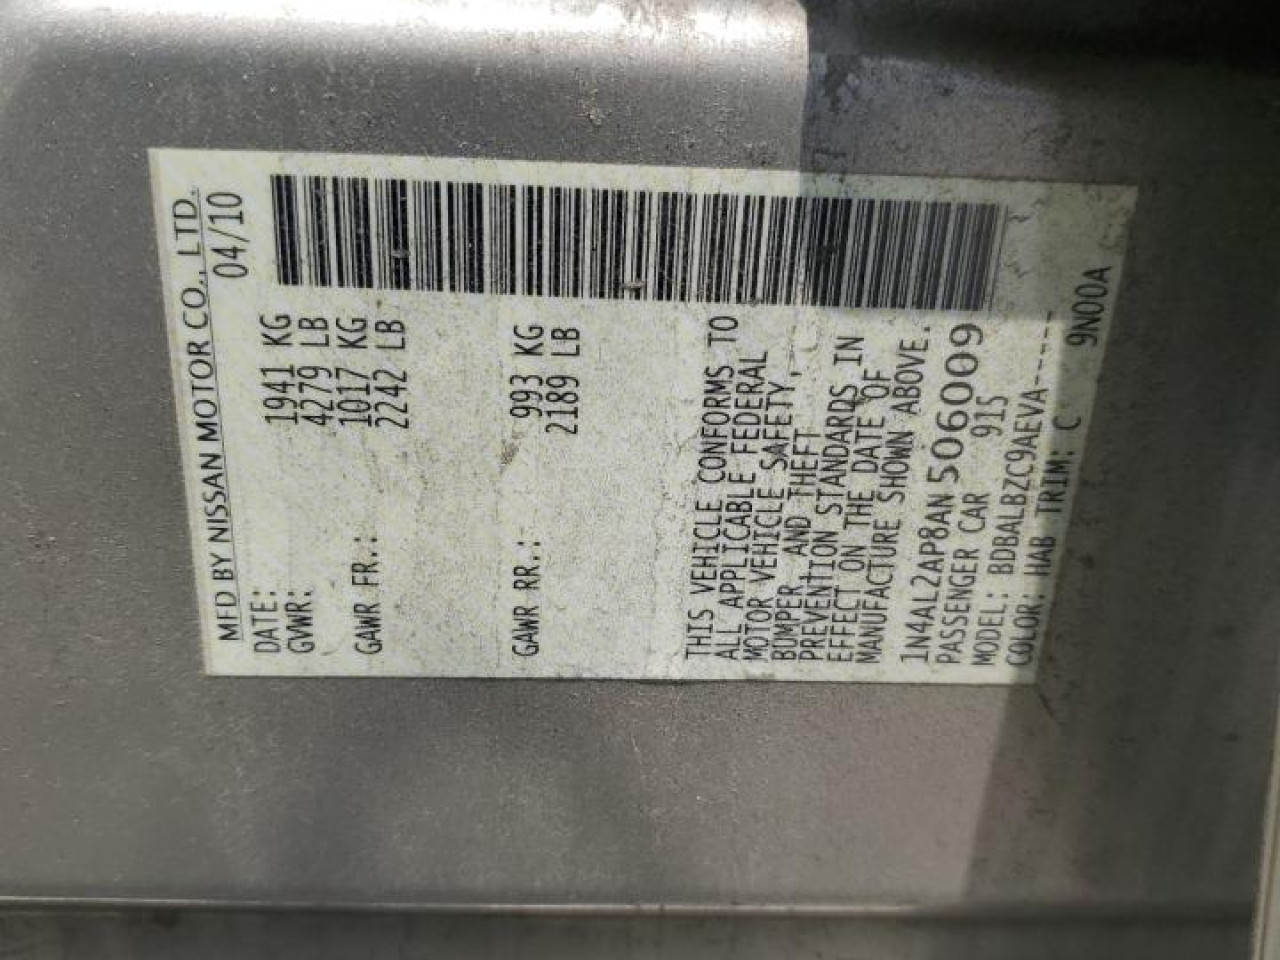 MFD BY NISSAN MOTOR CO., LTD.
DATE: 04/10
GVWR: 1941 KG
4279 LB
GAWR FR.: 1017 KG
2242 LB
GAWR RR.: 993 KG
2189 LB
THIS VEHICLE CONFORMS TO
ALL APPLICABLE FEDERAL
MOTOR VEHICLE SAFETY,
BUMPER, AND THEFT
PREVENTION STANDARDS IN
EFFECT ON THE DATE OF
MANUFACTURE SHOWN ABOVE.
1N4AL2AP8AN506009
PASSENGER CAR 915
MODEL: BDBALBZC9AEVA-----
COLOR: HAB TRIM: C 9N00A